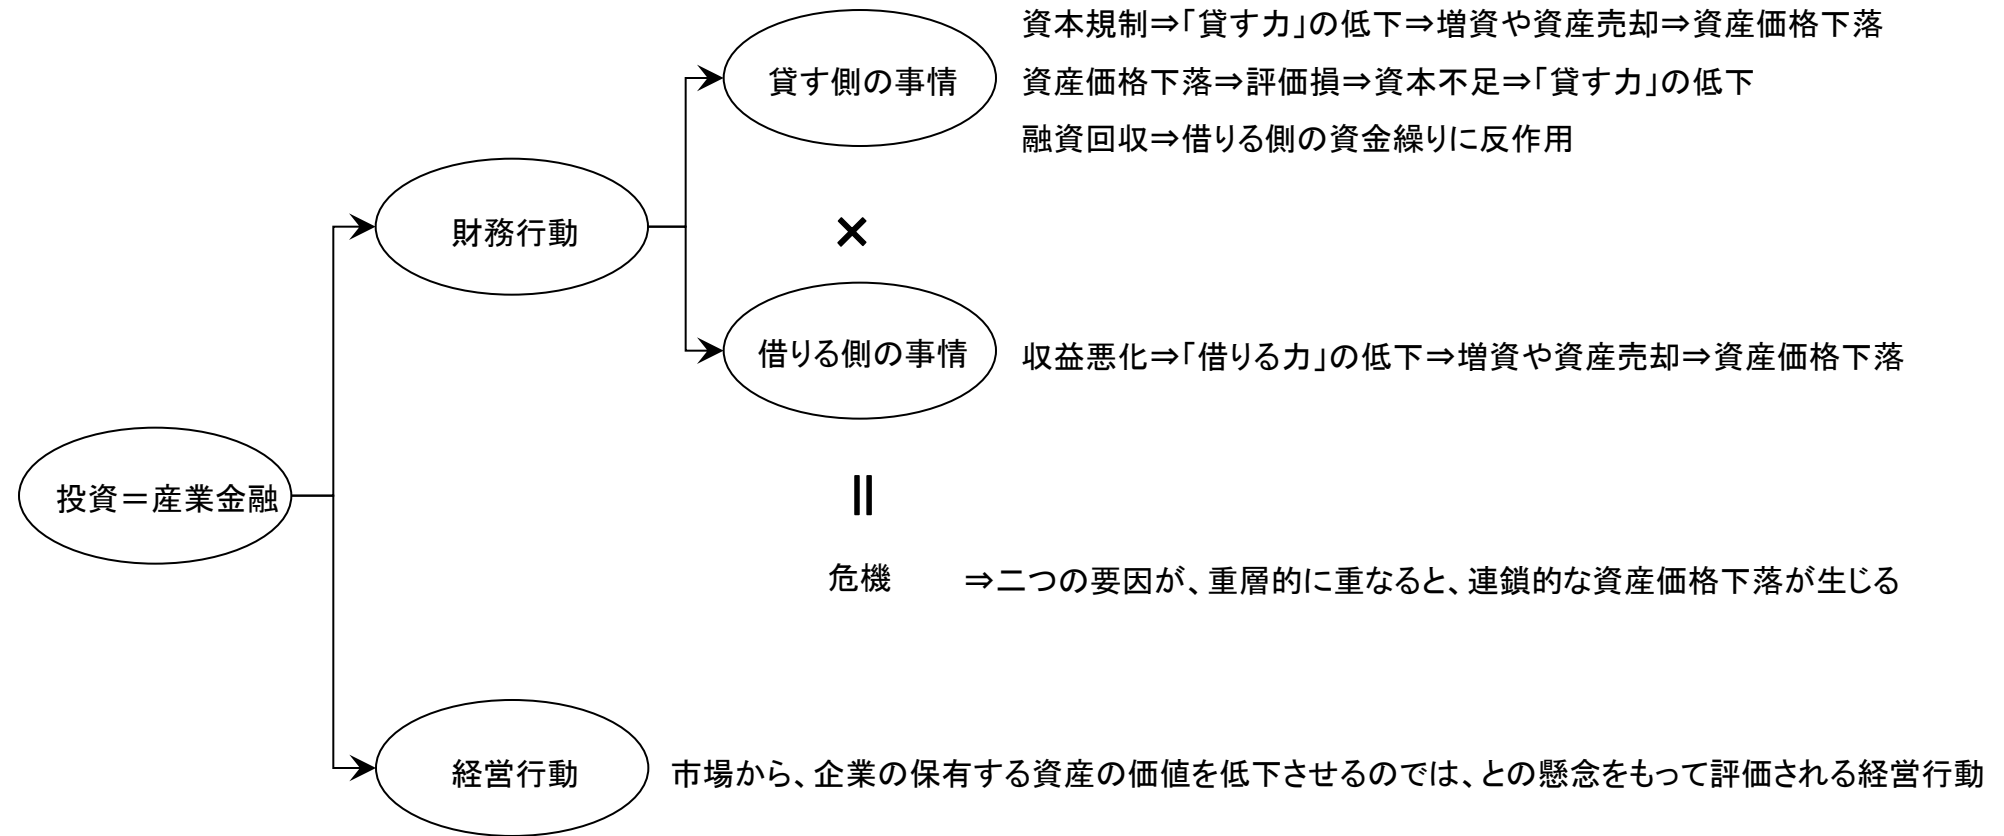 資本規制⇒「貸す力」の低下⇒増資や資産売却⇒資産価格下落
貸す側の事情
資産価格下落⇒評価損⇒資本不足⇒「貸す力」の低下
融資回収⇒借りる側の資金繰りに反作用
財務行動
×
借りる側の事情
収益悪化⇒「借りる力」の低下⇒増資や資産売却⇒資産価格下落
投資＝産業金融
||
危機
⇒二つの要因が、重層的に重なると、連鎖的な資産価格下落が生じる
経営行動
市場から、企業の保有する資産の価値を低下させるのでは、との懸念をもって評価される経営行動